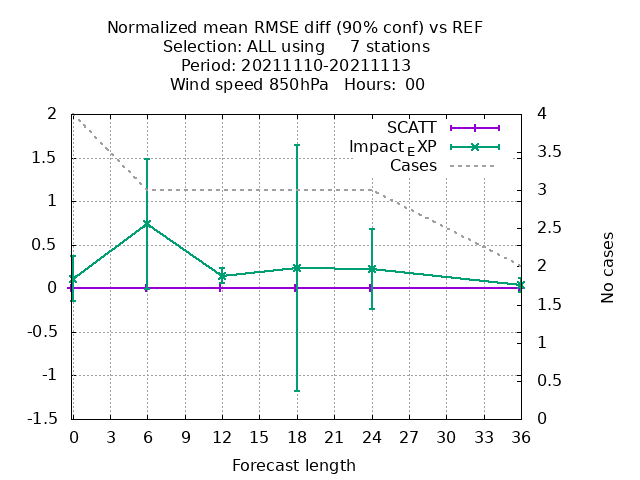 Normalized mean RMSE diff (90% conf) vs REF
Selection: ALL using     7 stations
Period: 20211110-20211113
Wind speed 850hPa   Hours:  00
SCATT
Impact_EXP
Cases
2
1.5
1
0.5
0
-0.5
-1
-1.5
4
3.5
3
2.5
2
1.5
1
0.5
0
No cases
0 3 6 9 12 15 18 21 24 27 30 33 36
Forecast length